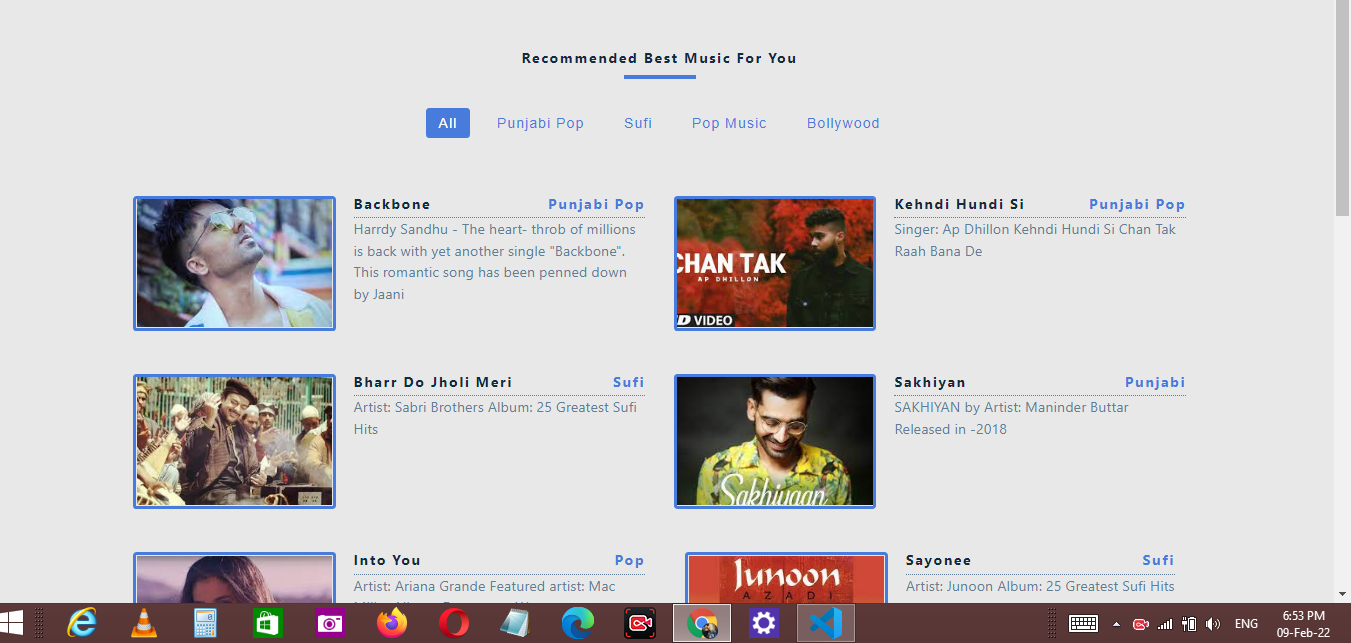 Recommended Best Music For You
All Punjabi Pop Sufi Pop Music Bollywood
Backbone Punjabi Pop
Harrdy Sandhu - The heart- throb of millions
is back with yet another single "Backbone".
This romantic song has been penned down
by Jaani
CHAN TAK
AP DHILLON
VIDEO
Kehndi Hundi Si Punjabi Pop
Singer: Ap Dhillon Kehndi Hundi Si Chan Tak
Raah Bana De
Bharr Do Jholi Meri Sufi
Artist: Sabri Brothers Album: 25 Greatest Sufi
Hits
Sakhiyaan
Sakhiyan Punjabi
SAKHIYAN by Artist: Maninder Buttar
Released in -2018
Into You Pop
Artist: Ariana Grande Featured artist: Mac
Junoon
AZADI
Sayonee Sufi
Artist: Junoon Album: 25 Greatest Sufi Hits
ENG
6:53 PM
09-Feb-22